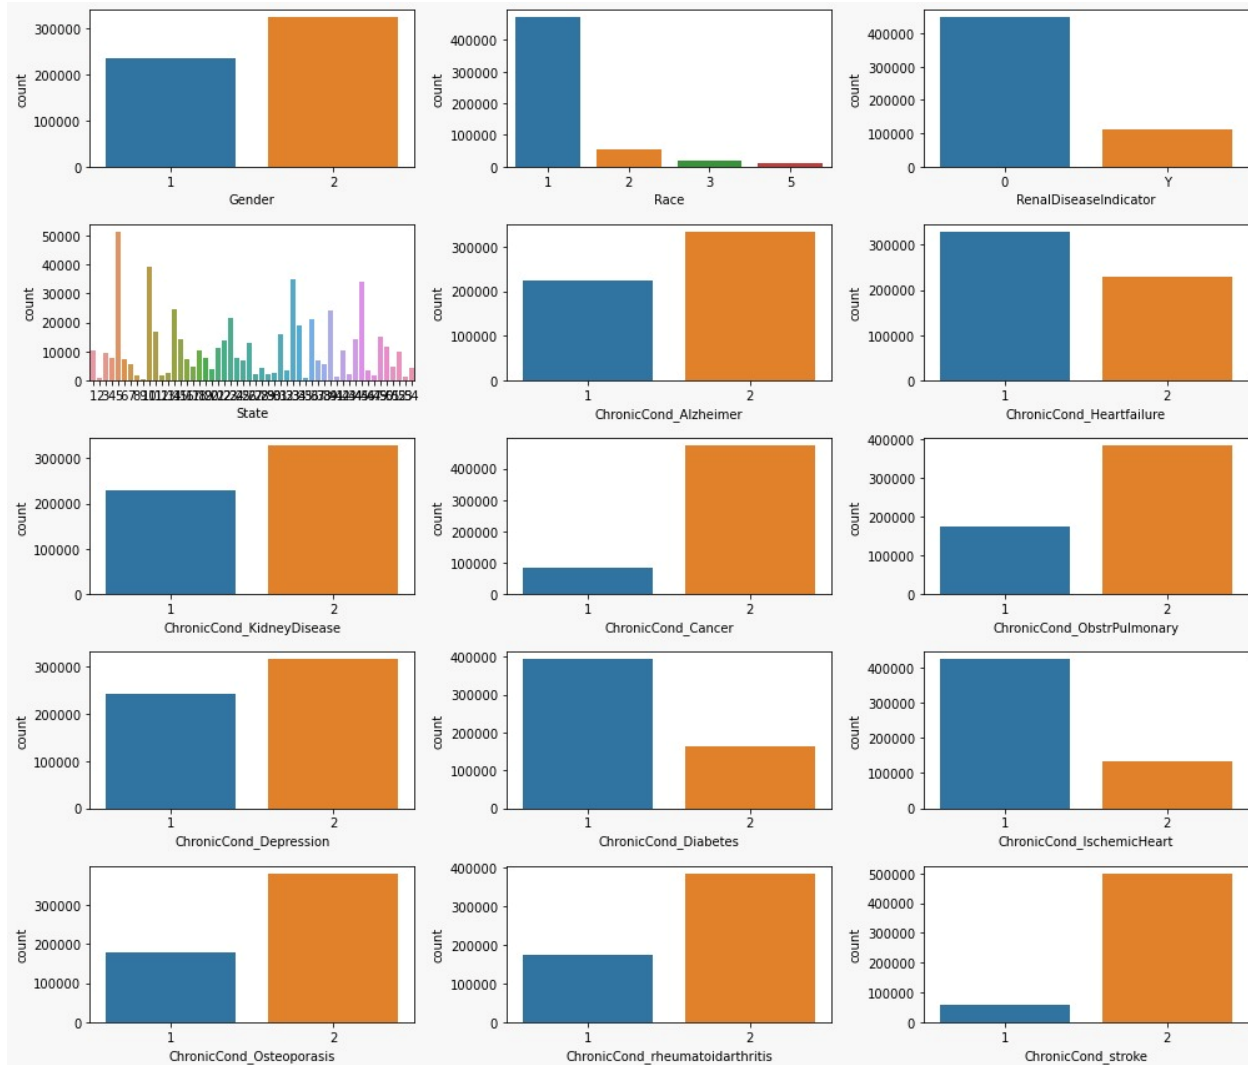 300000
200000
100000
0
count
1 2
Gender
400000
300000
200000
100000
0
count
1 2 3 5
Race
400000
300000
200000
100000
0
count
0 Y
RenalDiseaseIndicator
50000
40000
30000
20000
10000
0
count
State
300000
200000
100000
0
count
1 2
ChronicCond_Alzheimer
300000
200000
100000
0
count
1 2
ChronicCond_Heartfailure
300000
200000
100000
0
count
1 2
ChronicCond_KidneyDisease
400000
300000
200000
100000
0
count
1 2
ChronicCond_Cancer
400000
300000
200000
100000
0
count
1 2
ChronicCond_ObstrPulmonary
300000
200000
100000
0
count
1 2
ChronicCond_Depression
400000
300000
200000
100000
0
count
1 2
ChronicCond_Diabetes
400000
300000
200000
100000
0
count
1 2
ChronicCond_IschemicHeart
300000
200000
100000
0
count
1 2
ChronicCond_Osteoporasis
400000
300000
200000
100000
0
count
1 2
ChronicCond_rheumatoidarthritis
500000
400000
300000
200000
100000
0
count
1 2
ChronicCond_stroke